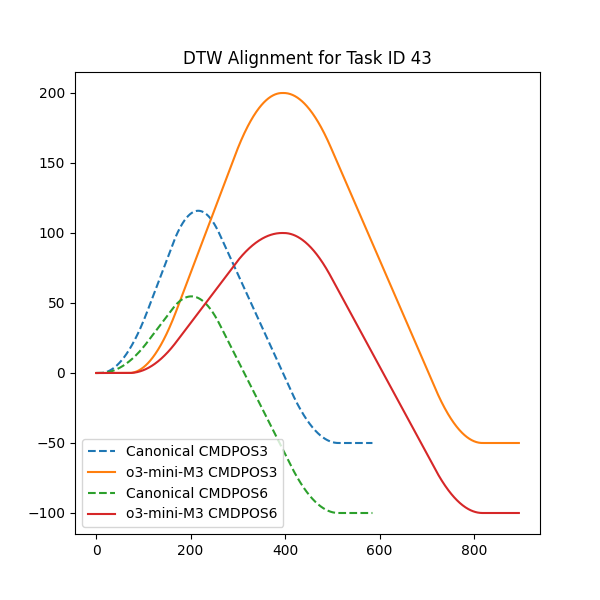 DTW Alignment for Task ID 43
200
150
100
50
0
−50
−100
Canonical CMDPOS3
o3-mini-M3 CMDPOS3
Canonical CMDPOS6
o3-mini-M3 CMDPOS6
0 200 400 600 800